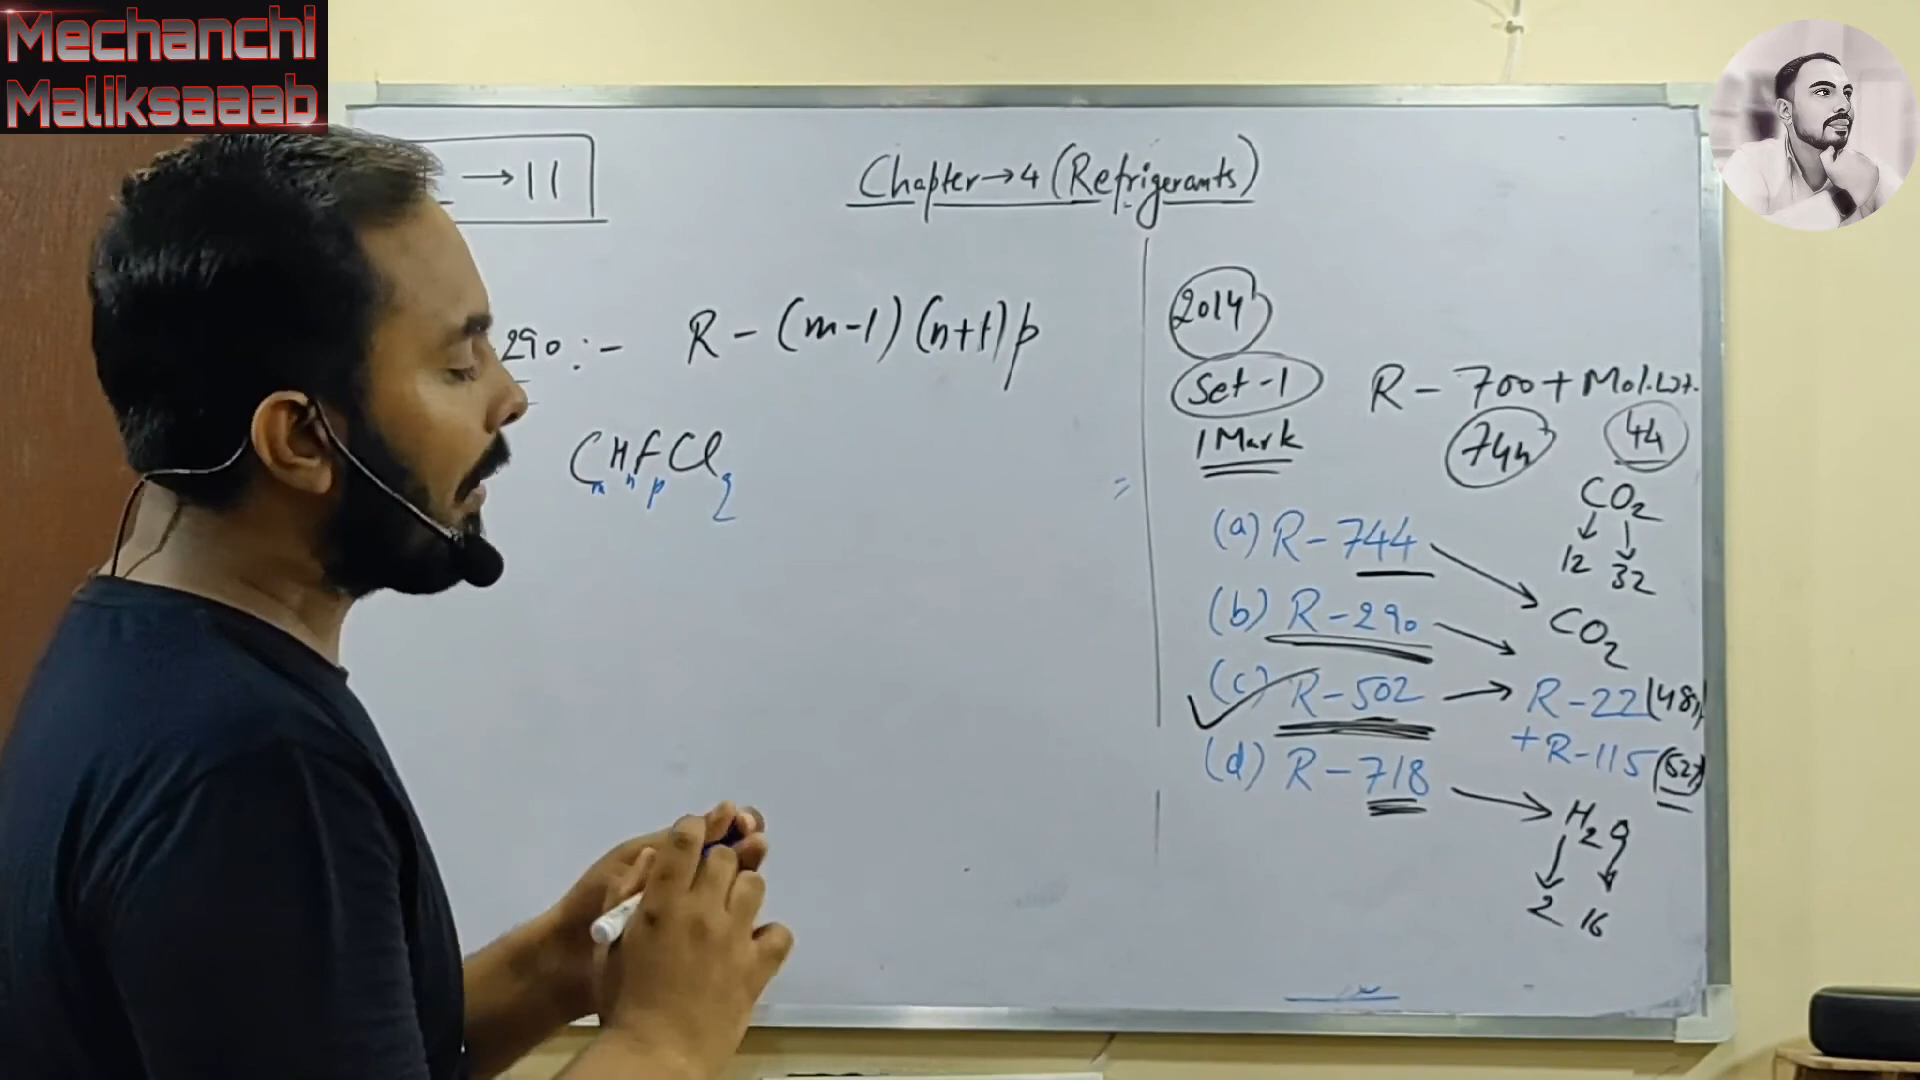 Mechanchi
Maliksaaab
→ 11
Chapter → 4 (Refrigerants)
290 :- R - (m-1) (n+1) p
C H F Cl
m n p q
2014
Set-1
1 Mark
R - 700 + Mol. wt.
744 44
CO2
12 32
(a) R-744
CO2
(b) R-290
(c) R-502 → R-22 (48%)
+ R-115 (52%)
(d) R-718 → H2O
2 16